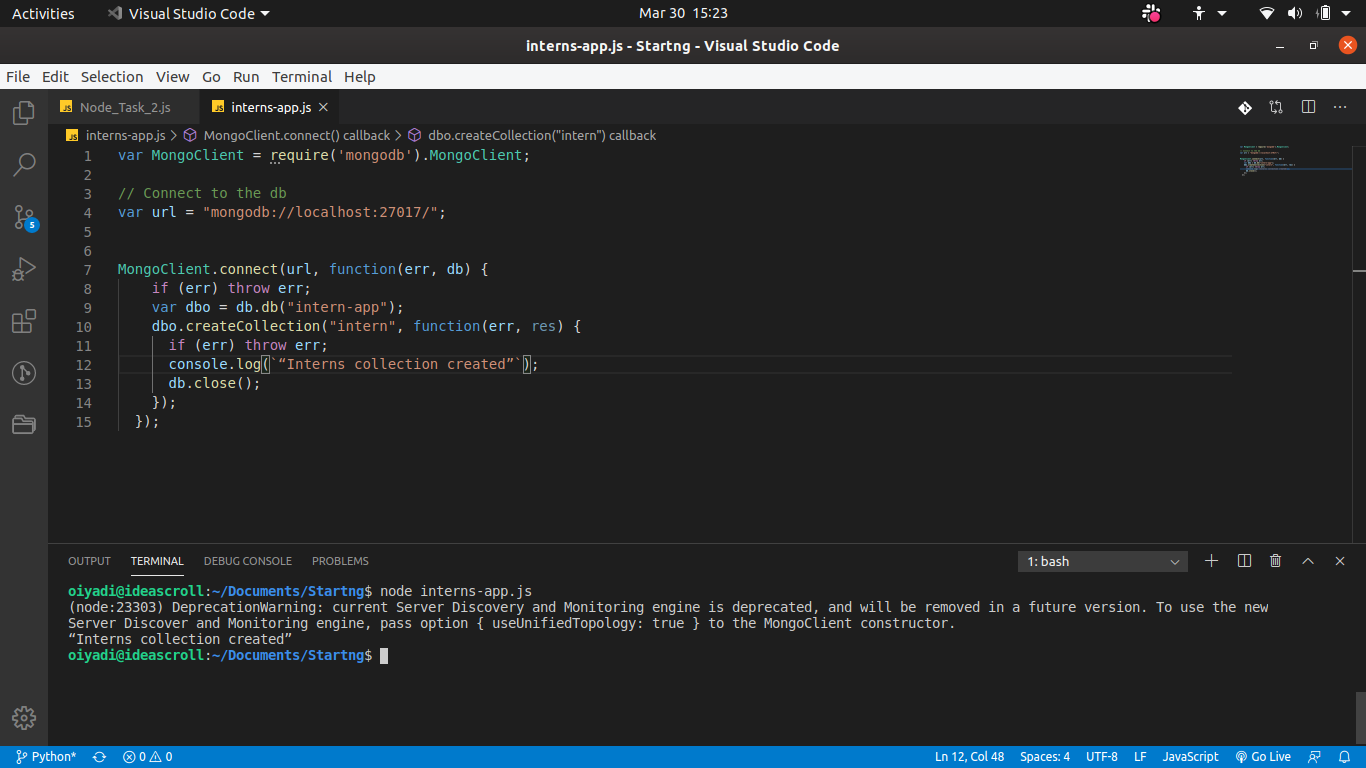 Activities Visual Studio Code Mar 30 15:23
interns-app.js - Startng - Visual Studio Code
File Edit Selection View Go Run Terminal Help
JS Node_Task_2.js JS interns-app.js
JS interns-app.js > MongoClient.connect() callback > dbo.createCollection("intern") callback
1 var MongoClient = require('mongodb').MongoClient;
2
3 // Connect to the db
4 var url = "mongodb://localhost:27017/";
5
6
7 MongoClient.connect(url, function(err, db) {
8 if (err) throw err;
9 var dbo = db.db("intern-app");
10 dbo.createCollection("intern", function(err, res) {
11 if (err) throw err;
12 console.log(`“Interns collection created”`);
13 db.close();
14 });
15 });
5
OUTPUT TERMINAL DEBUG CONSOLE PROBLEMS 1: bash
oiyadi@ideascroll:~/Documents/Startng$ node interns-app.js
(node:23303) DeprecationWarning: current Server Discovery and Monitoring engine is deprecated, and will be removed in a future version. To use the new
Server Discover and Monitoring engine, pass option { useUnifiedTopology: true } to the MongoClient constructor.
“Interns collection created”
oiyadi@ideascroll:~/Documents/Startng$
Python* 0 0 Ln 12, Col 48 Spaces: 4 UTF-8 LF JavaScript Go Live